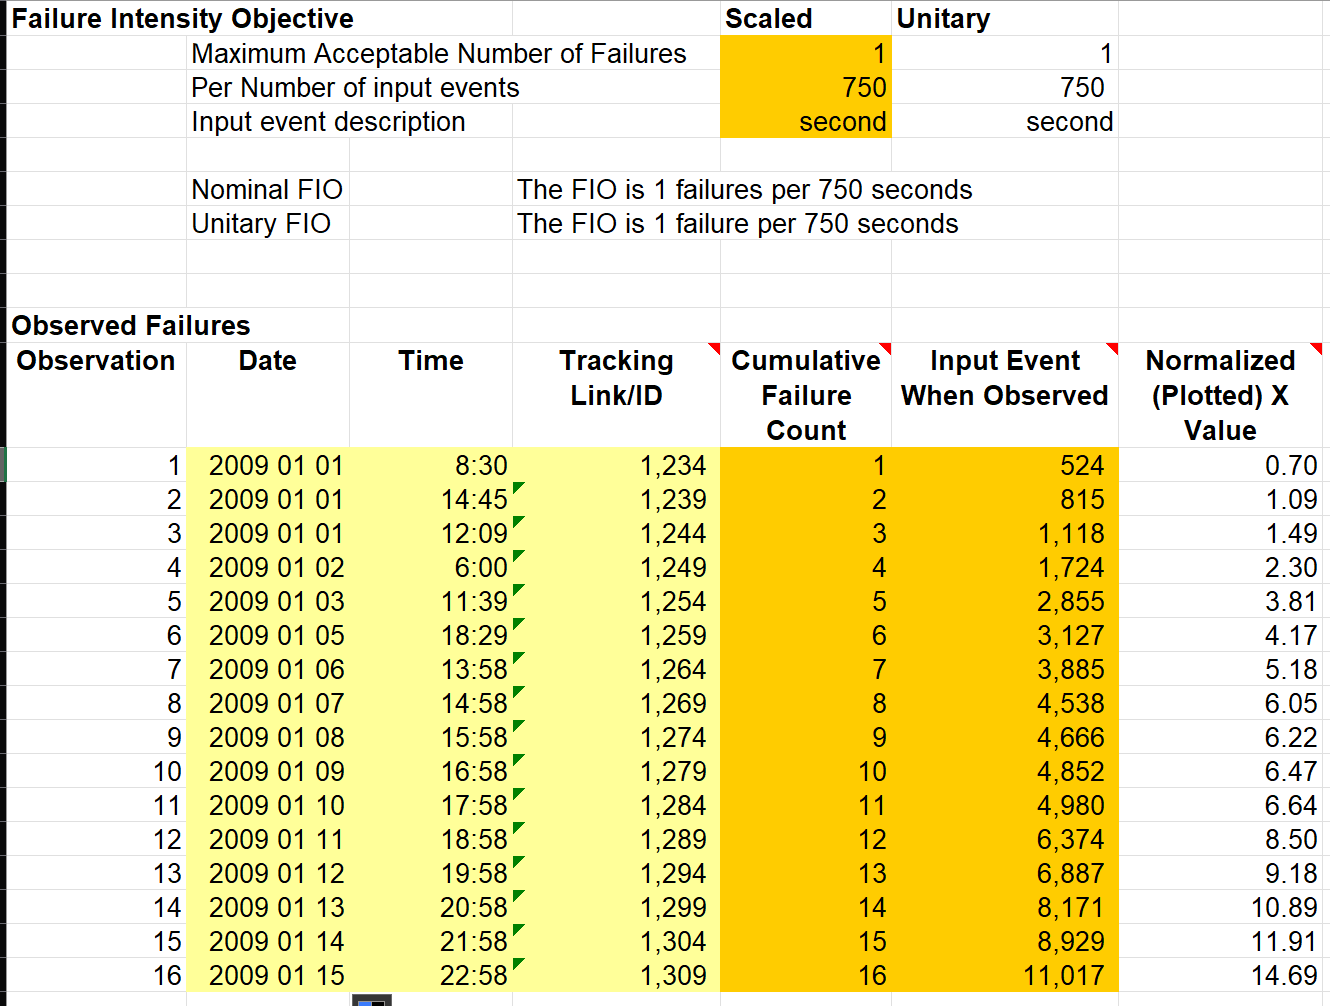 Failure Intensity Objective Scaled Unitary
Maximum Acceptable Number of Failures 1 1
Per Number of input events 750 750
Input event description second second
Nominal FIO The FIO is 1 failures per 750 seconds
Unitary FIO The FIO is 1 failure per 750 seconds
Observed Failures
Observation Date Time Tracking Cumulative Input Event Normalized
Link/ID Failure When Observed (Plotted) X
Count Value
1 2009 01 01 8:30 1,234 1 524 0.70
2 2009 01 01 14:45 1,239 2 815 1.09
3 2009 01 01 12:09 1,244 3 1,118 1.49
4 2009 01 02 6:00 1,249 4 1,724 2.30
5 2009 01 03 11:39 1,254 5 2,855 3.81
6 2009 01 05 18:29 1,259 6 3,127 4.17
7 2009 01 06 13:58 1,264 7 3,885 5.18
8 2009 01 07 14:58 1,269 8 4,538 6.05
9 2009 01 08 15:58 1,274 9 4,666 6.22
10 2009 01 09 16:58 1,279 10 4,852 6.47
11 2009 01 10 17:58 1,284 11 4,980 6.64
12 2009 01 11 18:58 1,289 12 6,374 8.50
13 2009 01 12 19:58 1,294 13 6,887 9.18
14 2009 01 13 20:58 1,299 14 8,171 10.89
15 2009 01 14 21:58 1,304 15 8,929 11.91
16 2009 01 15 22:58 1,309 16 11,017 14.69